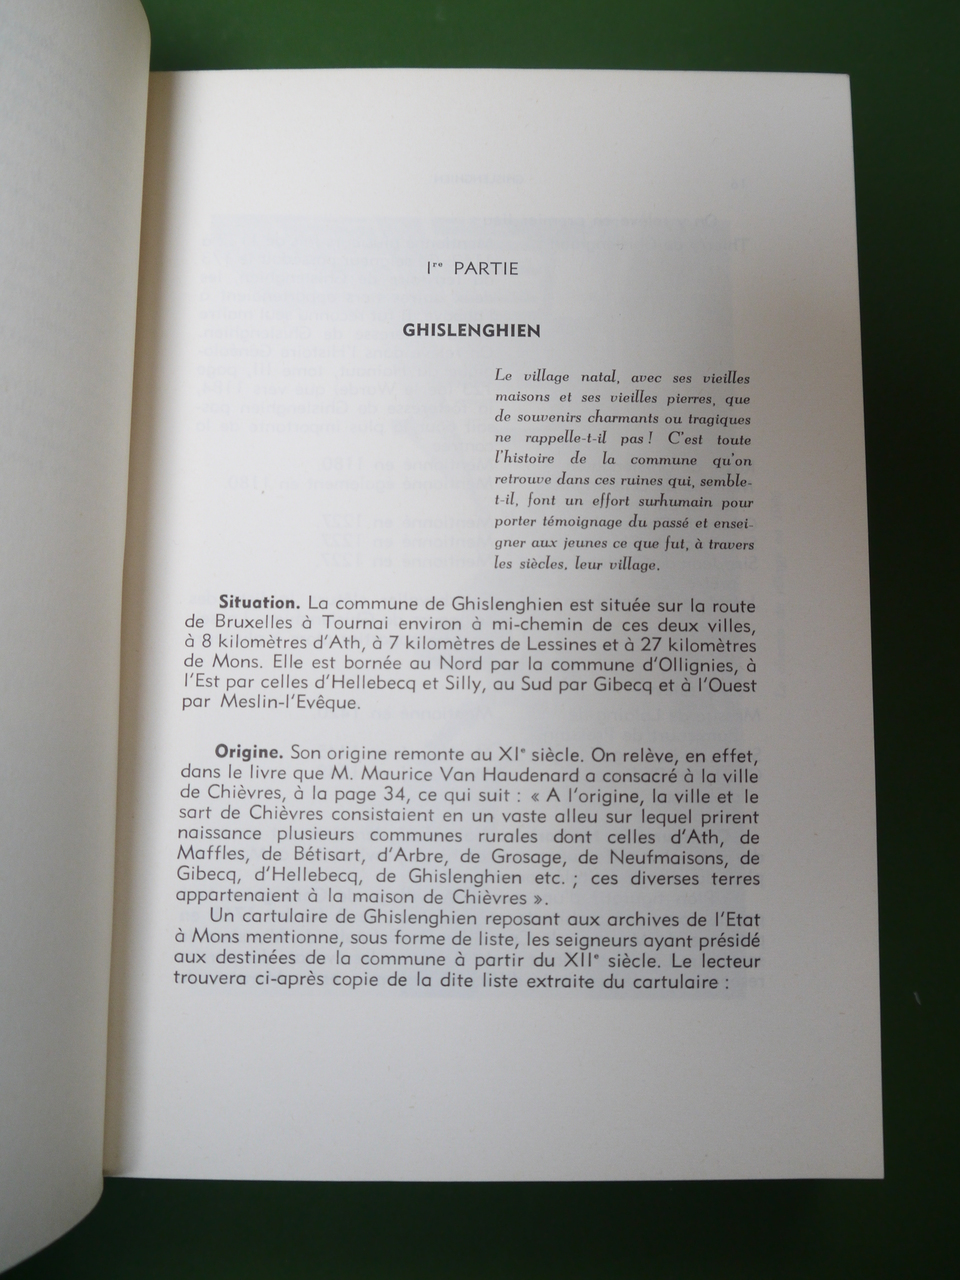 Iʳᵉ PARTIE
GHISLENGHIEN
Le village natal, avec ses vieilles
maisons et ses vieilles pierres, que
de souvenirs charmants ou tragiques
ne rappelle-t-il pas ! C'est toute
l'histoire de la commune qu'on
retrouve dans ces ruines qui, semble-
t-il, font un effort surhumain pour
porter témoignage du passé et ensei-
gner aux jeunes ce que fut, à travers
les siècles, leur village.
Situation. La commune de Ghislenghien est située sur la route
de Bruxelles à Tournai environ à mi-chemin de ces deux villes,
à 8 kilomètres d'Ath, à 7 kilomètres de Lessines et à 27 kilomètres
de Mons. Elle est bornée au Nord par la commune d'Ollignies, à
l'Est par celles d'Hellebecq et Silly, au Sud par Gibecq et à l'Ouest
par Meslin-l'Evêque.
Origine. Son origine remonte au XIᵉ siècle. On relève, en effet,
dans le livre que M. Maurice Van Haudenard a consacré à la ville
de Chièvres, à la page 34, ce qui suit : « A l'origine, la ville et le
sart de Chièvres consistaient en un vaste alleu sur lequel prirent
naissance plusieurs communes rurales dont celles d'Ath, de
Maffles, de Bétisart, d'Arbre, de Grosage, de Neufmaisons, de
Gibecq, d'Hellebecq, de Ghislenghien etc. ; ces diverses terres
appartenaient à la maison de Chièvres ».
Un cartulaire de Ghislenghien reposant aux archives de l'Etat
à Mons mentionne, sous forme de liste, les seigneurs ayant présidé
aux destinées de la commune à partir du XIIᵉ siècle. Le lecteur
trouvera ci-après copie de la dite liste extraite du cartulaire :